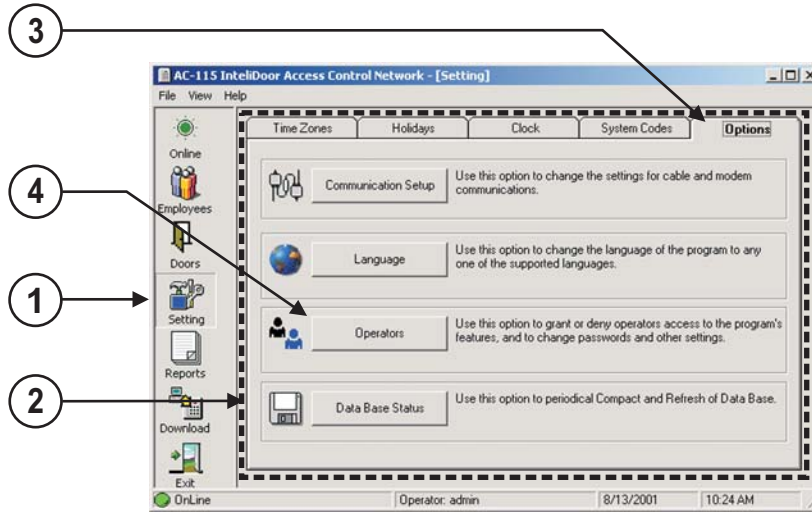 3
AC-115 InteliDoor Access Control Network - [Setting]
File View Help
Time Zones Holidays Clock System Codes Options
Online
Employees
Doors
Setting
Reports
Download
Exit
4
1
2
Communication Setup
Use this option to change the settings for cable and modem
communications.
Language
Use this option to change the language of the program to any
one of the supported languages.
Operators
Use this option to grant or deny operators access to the program's
features, and to change passwords and other settings.
Data Base Status
Use this option to periodical Compact and Refresh of Data Base.
OnLine Operator: admin 8/13/2001 10:24 AM